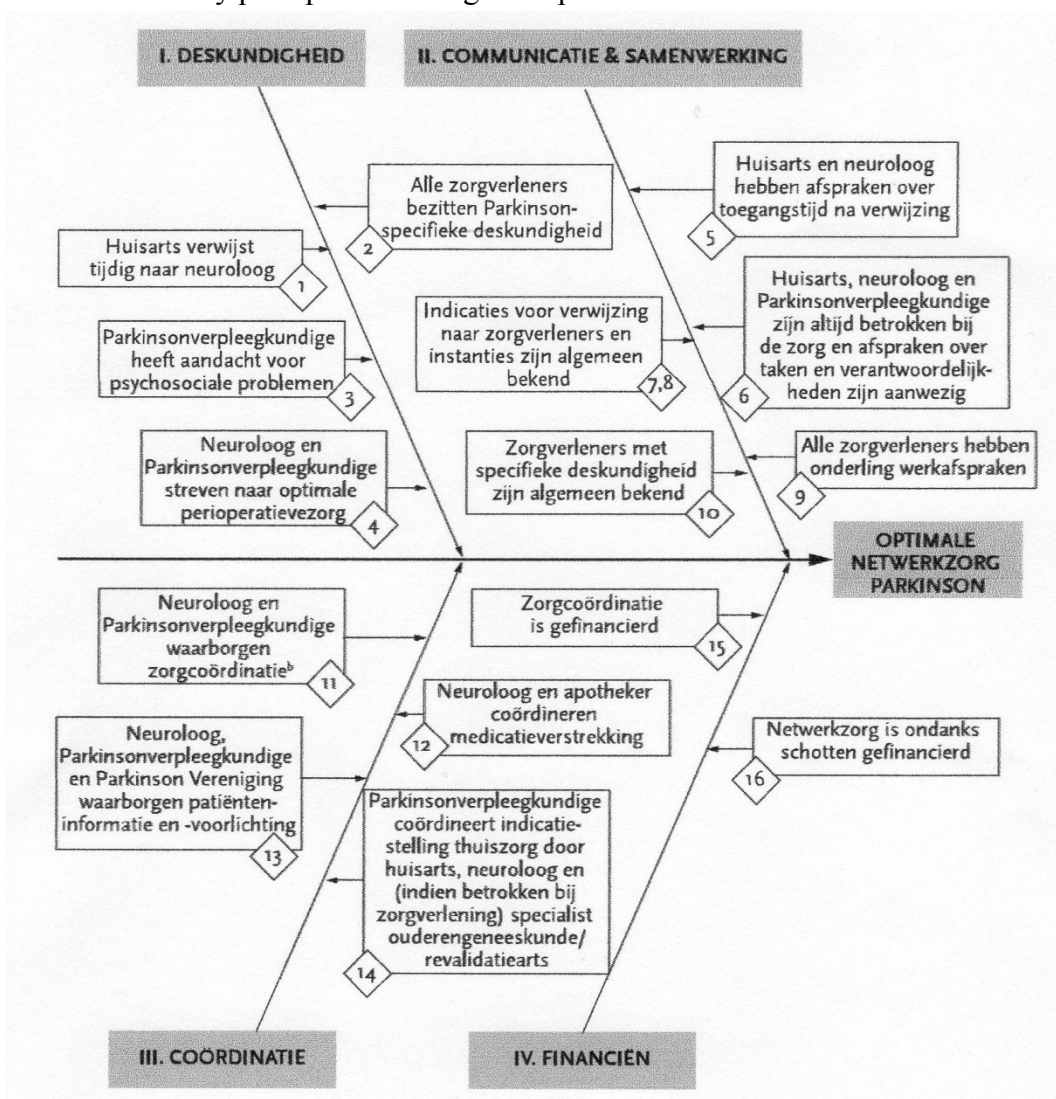 I. DESKUNDIGHEID
II. COMMUNICATIE & SAMENWERKING
Alle zorgverleners
bezitten Parkinson-
specifieke deskundigheid
2
Huisarts verwijst
tijdig naar neuroloog
1
Parkinsonverpleegkundige
heeft aandacht voor
psychosociale problemen
3
Neuroloog en
Parkinsonverpleegkundige
streven naar optimale
perioperatievezorg
4
Huisarts en neuroloog
hebben afspraken over
toegangstijd na verwijzing
5
Huisarts, neuroloog en
Parkinsonverpleegkundige
zijn altijd betrokken bij
de zorg en afspraken over
taken en verantwoordelijk-
heden zijn aanwezig
6
Indicaties voor verwijzing
naar zorgverleners en
instanties zijn algemeen
bekend
7,8
Alle zorgverleners hebben
onderling werkafspraken
9
Zorgverleners met
specifieke deskundigheid
zijn algemeen bekend
10
OPTIMALE
NETWERKZORG
PARKINSON
Neuroloog en
Parkinsonverpleegkundige
waarborgen
zorgcoördinatieᵇ
11
Neuroloog en apotheker
coördineren
medicatieverstrekking
12
Neuroloog,
Parkinsonverpleegkundige
en Parkinson Vereniging
waarborgen patiënten-
informatie en -voorlichting
13
Parkinsonverpleegkundige
coördineert indicatie-
stelling thuiszorg door
huisarts, neuroloog en
(indien betrokken bij
zorgverlening) specialist
ouderengeneeskunde/
revalidatiearts
14
Zorgcoördinatie
is gefinancierd
15
Netwerkzorg is ondanks
schotten gefinancierd
16
III. COÖRDINATIE
IV. FINANCIËN